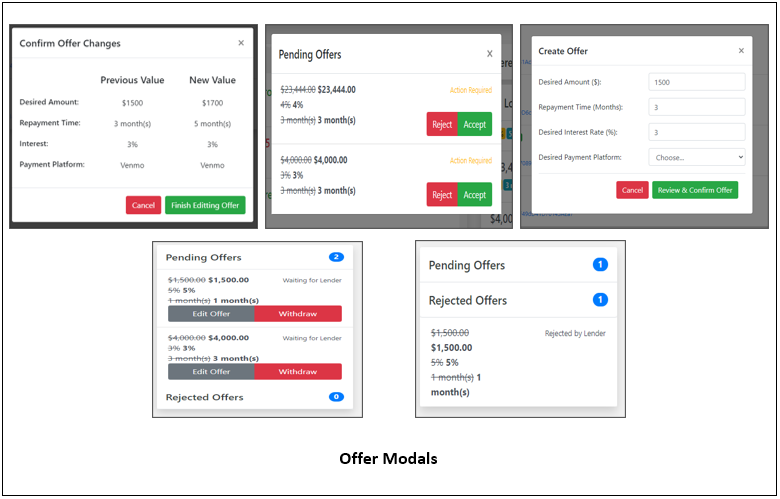 Confirm Offer Changes ×
Previous Value New Value
Desired Amount: $1500 $1700
Repayment Time: 3 month(s) 5 month(s)
Interest: 3% 3%
Payment Platform: Venmo Venmo
Cancel Finish Editting Offer
Pending Offers x
$23,444.00 $23,444.00 Action Required
4% 4%
3 month(s) 3 month(s)
Reject Accept
$4,000.00 $4,000.00 Action Required
3% 3%
3 month(s) 3 month(s)
Reject Accept
$4,00
Create Offer ×
Desired Amount ($): 1500
Repayment Time (Months): 3
Desired Interest Rate (%): 3
Desired Payment Platform: Choose...
Cancel Review & Confirm Offer
Pending Offers 2
$1,500.00 $1,500.00 Waiting for Lender
5% 5%
1 month(s) 1 month(s)
Edit Offer Withdraw
$4,000.00 $4,000.00 Waiting for Lender
3% 3%
3 month(s) 3 month(s)
Edit Offer Withdraw
Rejected Offers 0
Pending Offers 1
Rejected Offers 1
$1,500.00 Rejected by Lender
$1,500.00
5% 5%
1 month(s) 1
month(s)
Offer Modals